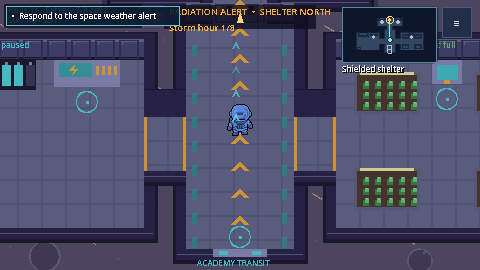 • Respond to the space weather alert
DIATION ALERT • SHELTER NORTH
Storm hour 1/8
paused
full
Shielded shelter
ACADEMY TRANSIT